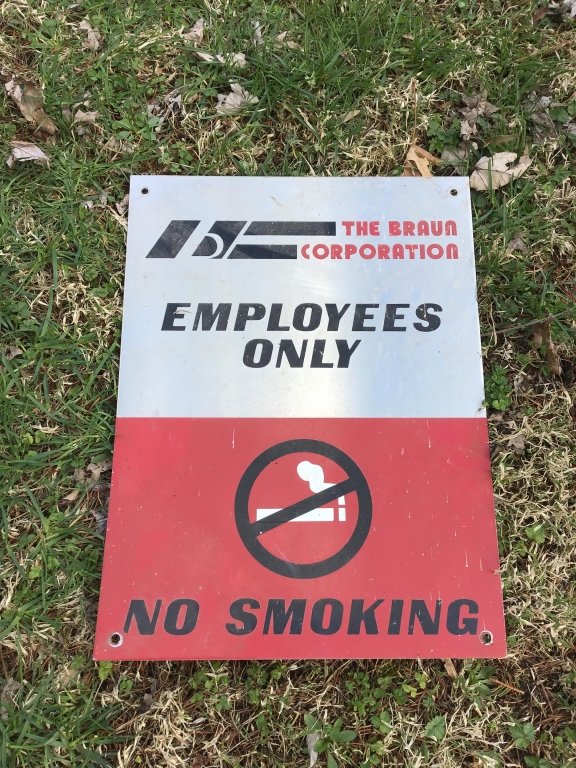 THE BRAUN
CORPORATION
EMPLOYEES
ONLY
NO SMOKING